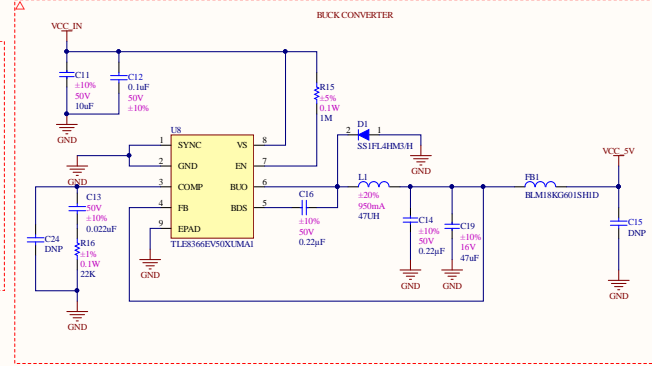 BUCK CONVERTER
VCC_IN
C11
±10%
50V
10uF
C12
0.1uF
50V
±10%
GND
R15
±5%
0.1W
1M
U8
1 SYNC VS 8
2 GND EN 7
3 COMP BUO 6
4 FB BDS 5
9 EPAD
TLE8366EV50XUMA1
GND
GND
D1
2 1
SS1FL4HM3/H
GND
C16
±10%
50V
0.22µF
L1
±20%
950mA
47UH
C14
±10%
50V
0.22µF
GND
C19
±10%
16V
47uF
GND
FB1
BLM18KG601SH1D
VCC_5V
C15
DNP
GND
C13
50V
±10%
0.022uF
C24
DNP
R16
±1%
0.1W
22K
GND